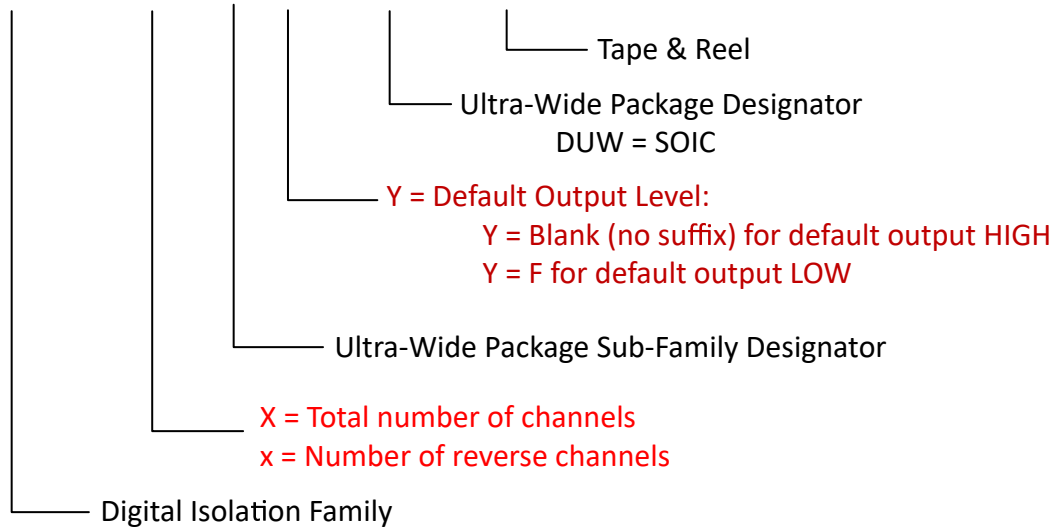 Tape & Reel
Ultra-Wide Package Designator
DUW = SOIC
Y = Default Output Level:
Y = Blank (no suffix) for default output HIGH
Y = F for default output LOW
Ultra-Wide Package Sub-Family Designator
X = Total number of channels
x = Number of reverse channels
Digital Isolation Family